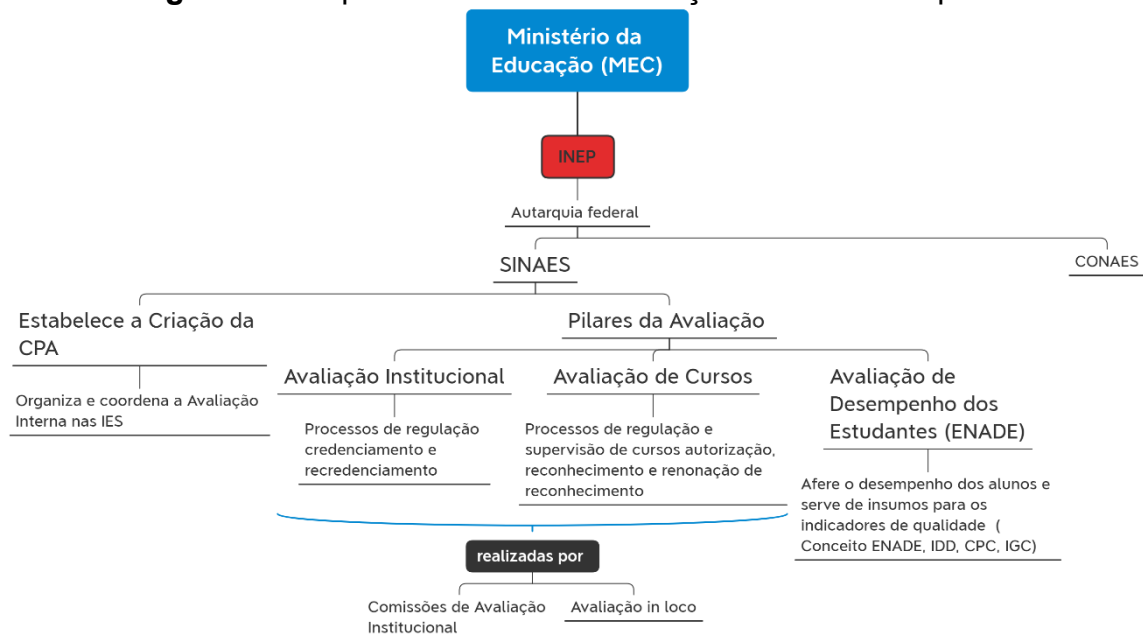 Ministério da
Educação (MEC)
INEP
Autarquia federal
SINAES
CONAES
Estabelece a Criação da
CPA
Organiza e coordena a Avaliação
Interna nas IES
Pilares da Avaliação
Avaliação Institucional
Processos de regulação
credenciamento e
recredenciamento
Avaliação de Cursos
Processos de regulação e
supervisão de cursos autorização,
reconhecimento e renonação de
reconhecimento
Avaliação de
Desempenho dos
Estudantes (ENADE)
Afere o desempenho dos alunos e
serve de insumos para os
indicadores de qualidade (
Conceito ENADE, IDD, CPC, IGC)
realizadas por
Comissões de Avaliação
Institucional
Avaliação in loco